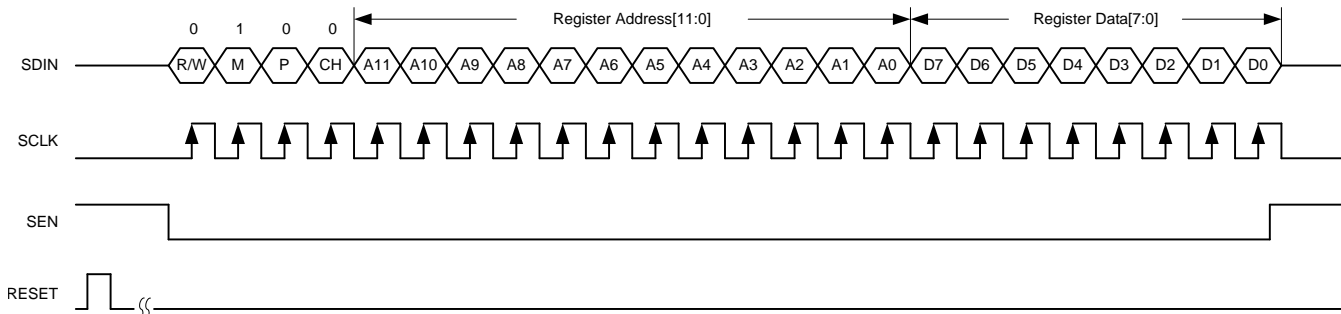 0 1 0 0 Register Address[11:0] Register Data[7:0]
SDIN R/W M P CH A11 A10 A9 A8 A7 A6 A5 A4 A3 A2 A1 A0 D7 D6 D5 D4 D3 D2 D1 D0
SCLK
SEN
RESET